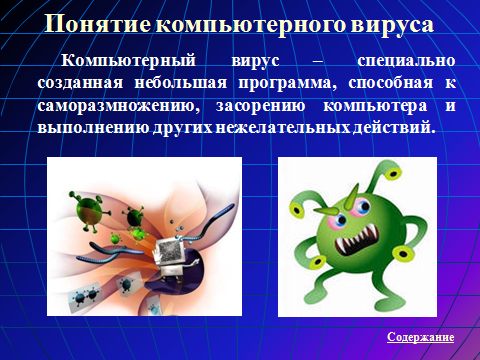 Понятие компьютерного вируса
Компьютерный вирус – специально
созданная небольшая программа, способная к
саморазмножению, засорению компьютера и
выполнению других нежелательных действий.
Содержание